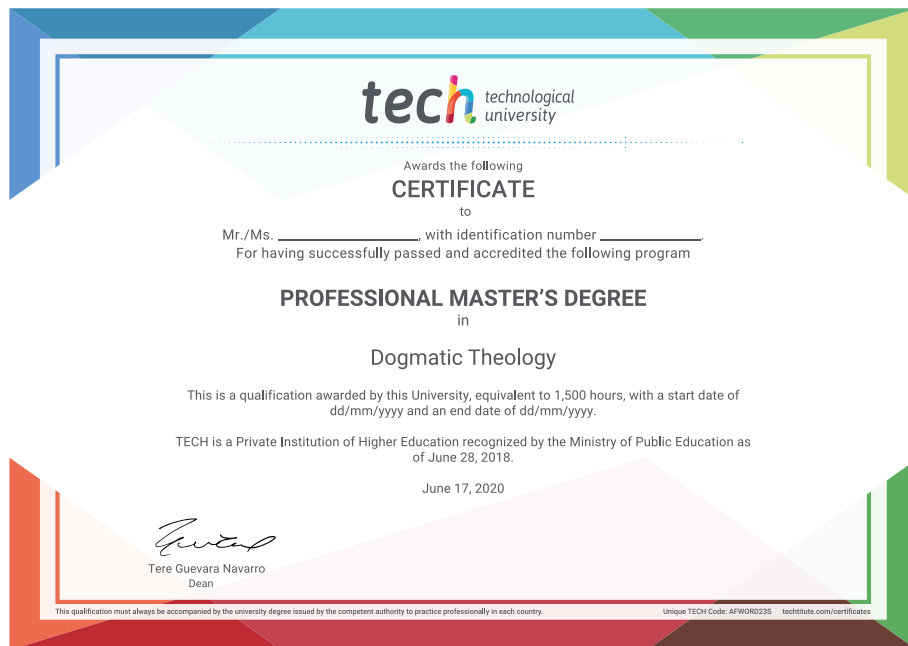 tech technological
university
Awards the following
CERTIFICATE
to
Mr./Ms. ____________________, with identification number ______________.
For having successfully passed and accredited the following program
PROFESSIONAL MASTER'S DEGREE
in
Dogmatic Theology
This is a qualification awarded by this University, equivalent to 1,500 hours, with a start date of
dd/mm/yyyy and an end date of dd/mm/yyyy.
TECH is a Private Institution of Higher Education recognized by the Ministry of Public Education as
of June 28, 2018.
June 17, 2020
Tere Guevara Navarro
Dean
This qualification must always be accompanied by the university degree issued by the competent authority to practice professionally in each country. Unique TECH Code: AFWORD23S techtitute.com/certificates